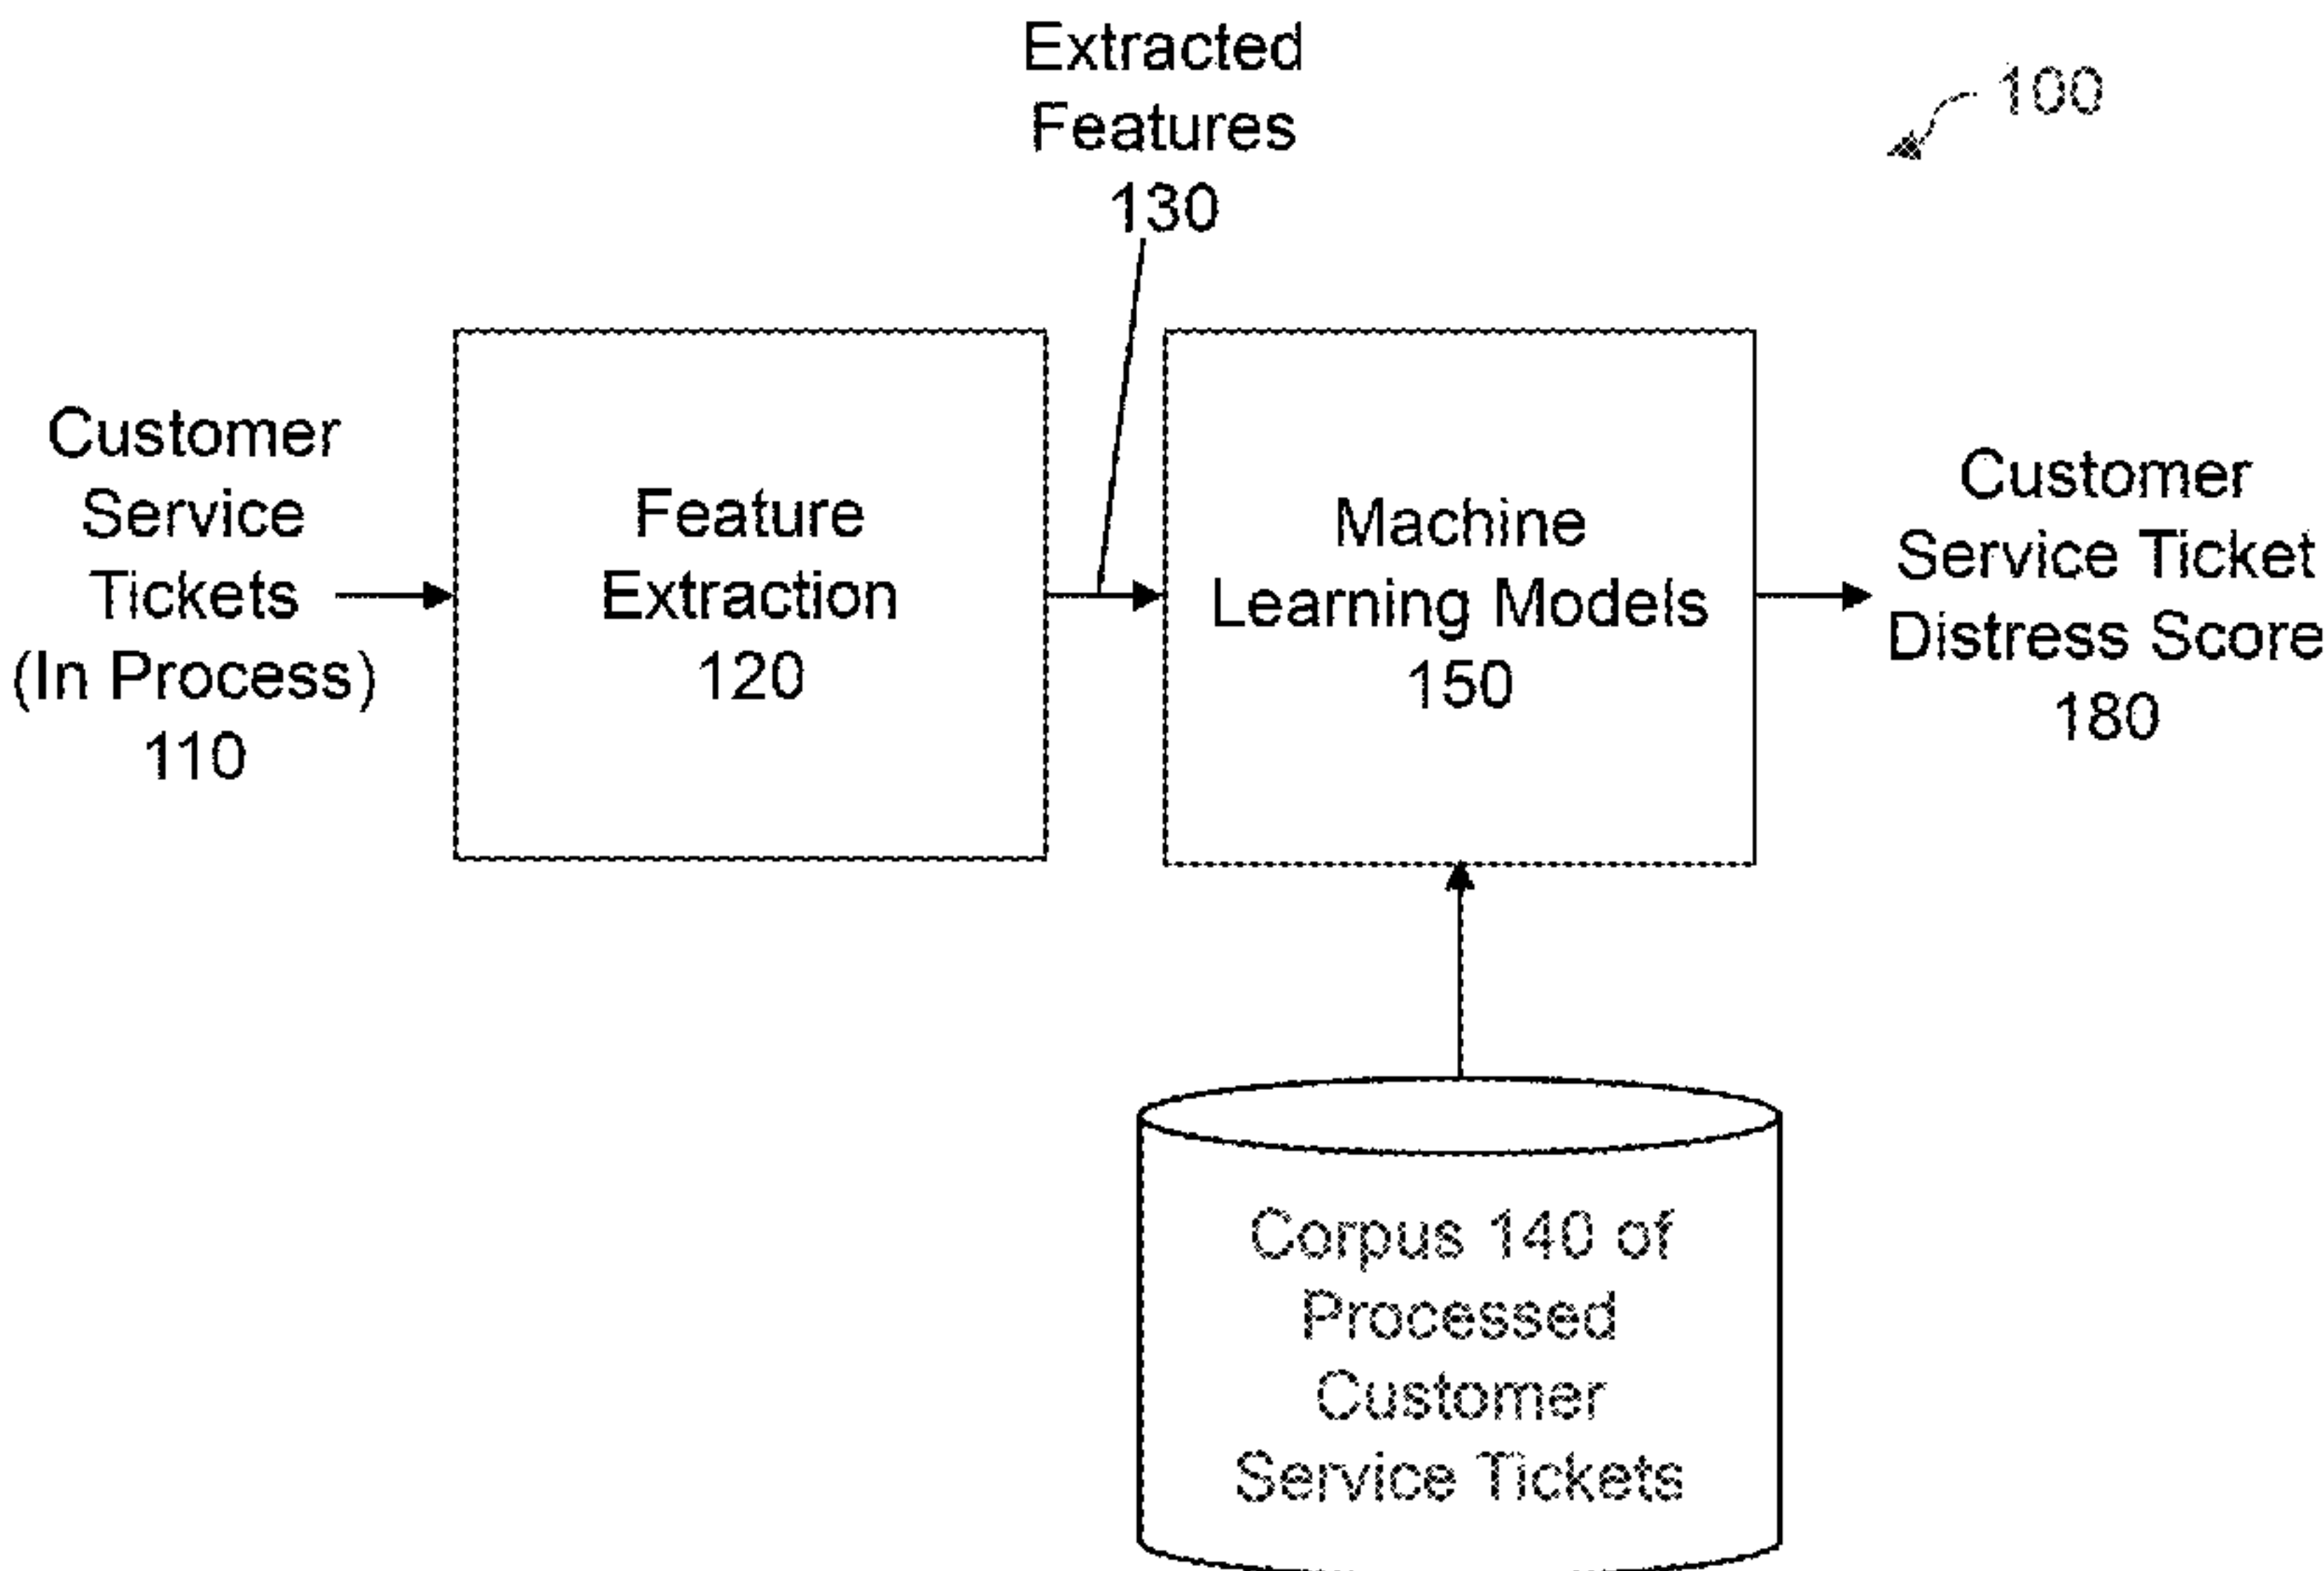 Extracted
Features
130
100
Customer
Service
Tickets
(In Process)
110
Feature
Extraction
120
Machine
Learning Models
150
Customer
Service Ticket
Distress Score
180
Corpus 140 of
Processed
Customer
Service Tickets